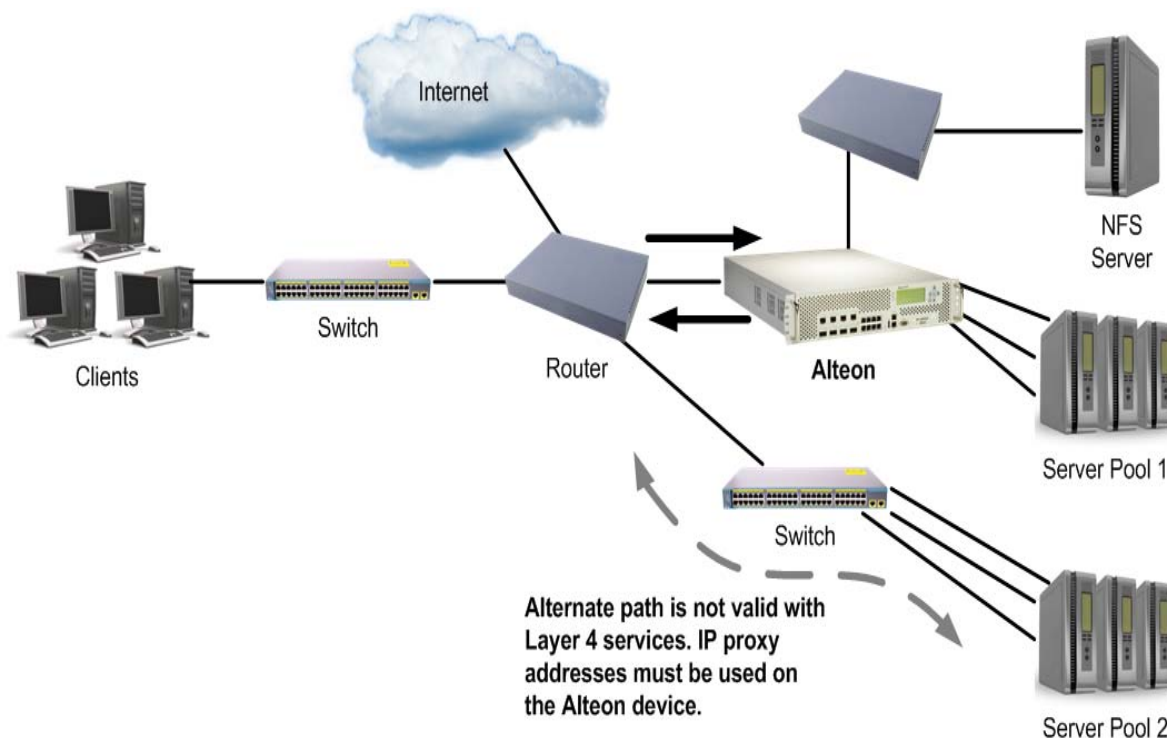 Internet
NFS
Server
Switch
Clients
Router
Alteon
Server Pool 1
Switch
Alternate path is not valid with
Layer 4 services. IP proxy
addresses must be used on
the Alteon device.
Server Pool 2